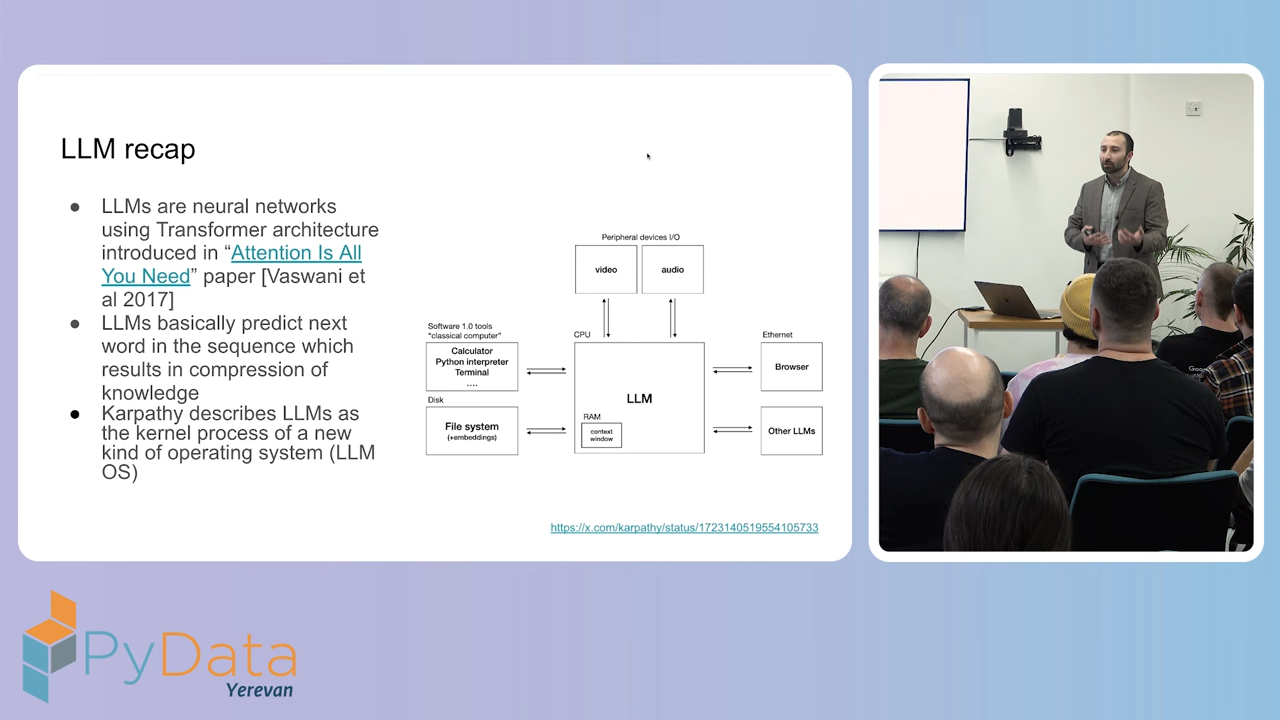 LLM recap
● LLMs are neural networks
using Transformer architecture
introduced in “Attention Is All
You Need” paper [Vaswani et
al 2017]
● LLMs basically predict next
word in the sequence which
results in compression of
knowledge
● Karpathy describes LLMs as
the kernel process of a new
kind of operating system (LLM
OS)
Peripheral devices I/O
video
audio
Software 1.0 tools
“classical computer”
Calculator
Python interpreter
Terminal
....
Disk
File system
(+embeddings)
CPU
LLM
RAM
context
window
Ethernet
Browser
Other LLMs
https://x.com/karpathy/status/1723140519554105733
PyData
Yerevan